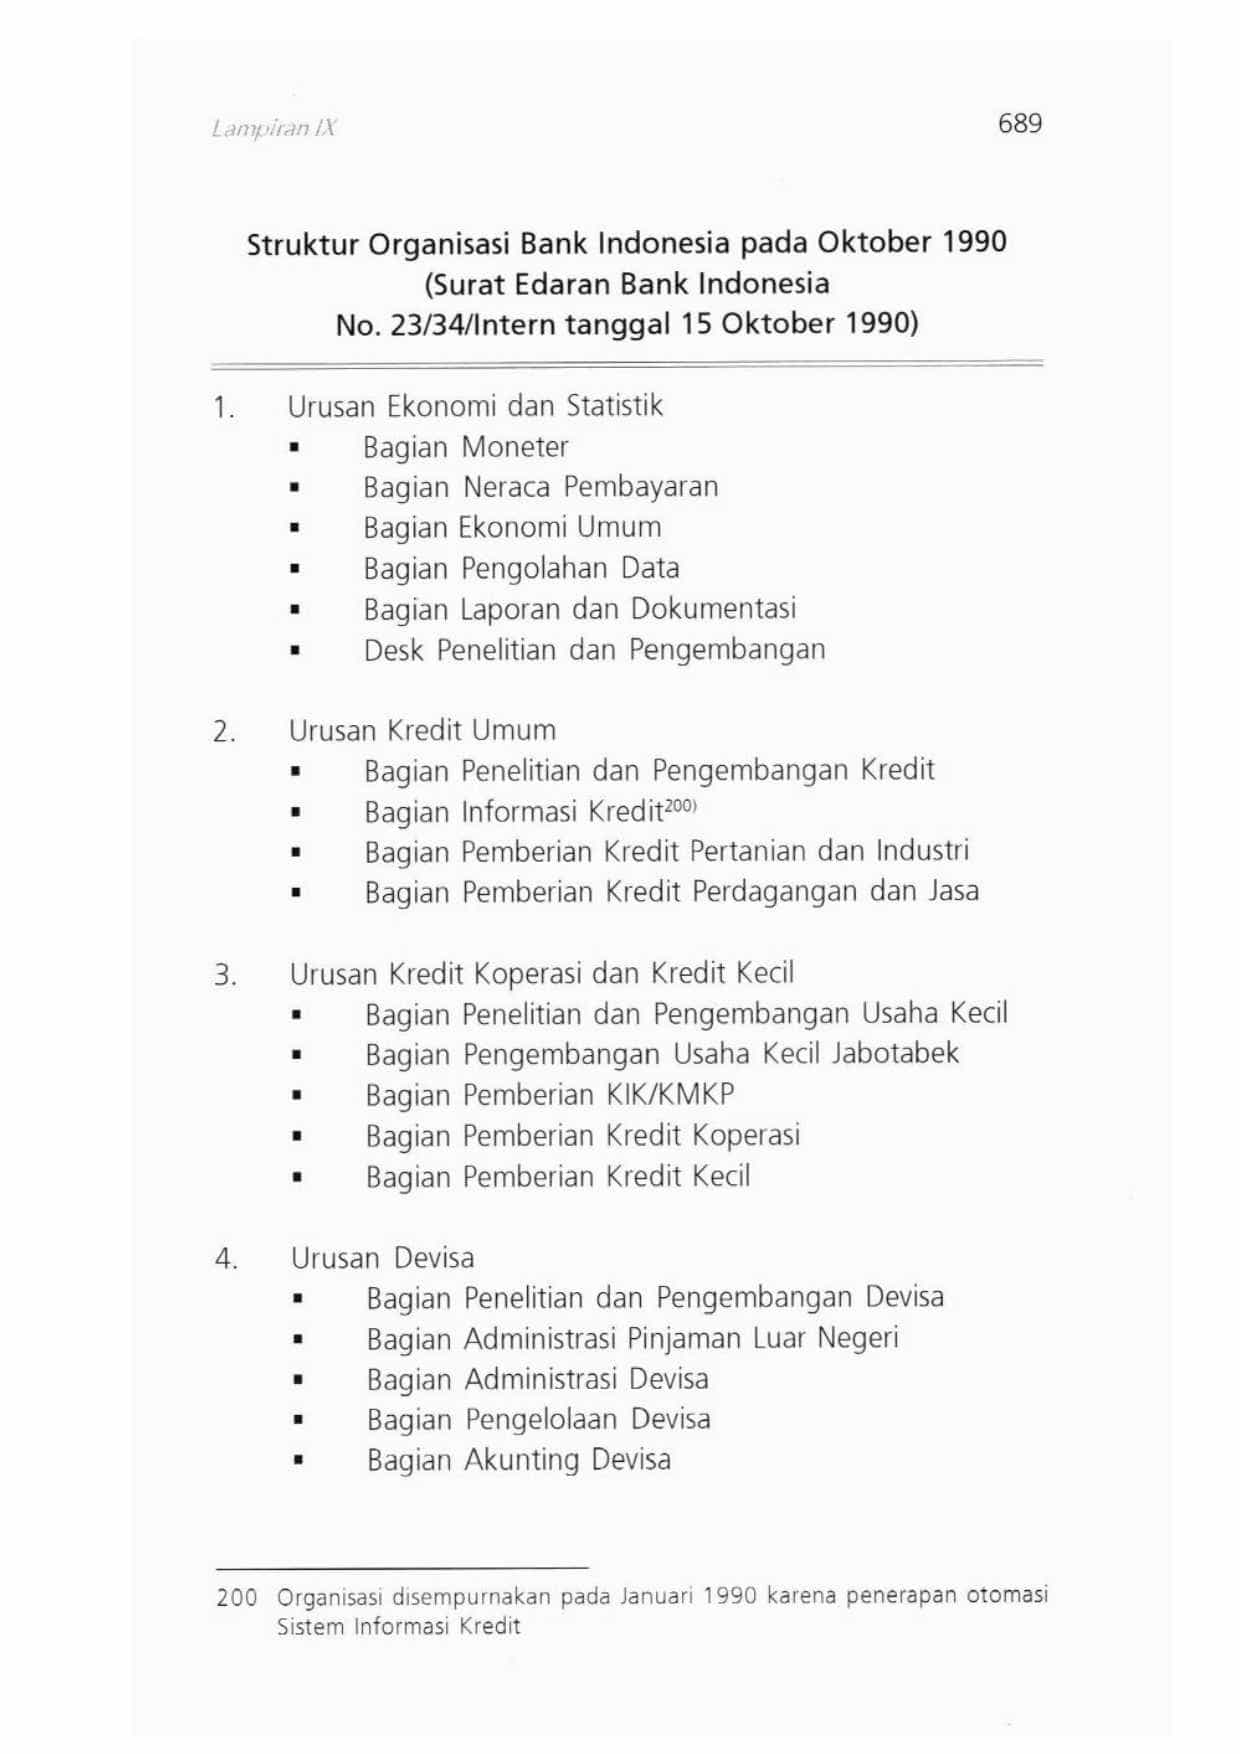 Lampiran IX
689
Struktur Organisasi Bank Indonesia pada Oktober 1990
(Surat Edaran Bank Indonesia
No. 23/34/Intern tanggal 15 Oktober 1990)
1. Urusan Ekonomi dan Statistik
▪ Bagian Moneter
▪ Bagian Neraca Pembayaran
▪ Bagian Ekonomi Umum
▪ Bagian Pengolahan Data
▪ Bagian Laporan dan Dokumentasi
▪ Desk Penelitian dan Pengembangan
2. Urusan Kredit Umum
▪ Bagian Penelitian dan Pengembangan Kredit
▪ Bagian Informasi Kredit200)
▪ Bagian Pemberian Kredit Pertanian dan Industri
▪ Bagian Pemberian Kredit Perdagangan dan Jasa
3. Urusan Kredit Koperasi dan Kredit Kecil
▪ Bagian Penelitian dan Pengembangan Usaha Kecil
▪ Bagian Pengembangan Usaha Kecil Jabotabek
▪ Bagian Pemberian KIK/KMKP
▪ Bagian Pemberian Kredit Koperasi
▪ Bagian Pemberian Kredit Kecil
4. Urusan Devisa
▪ Bagian Penelitian dan Pengembangan Devisa
▪ Bagian Administrasi Pinjaman Luar Negeri
▪ Bagian Administrasi Devisa
▪ Bagian Pengelolaan Devisa
▪ Bagian Akunting Devisa
200 Organisasi disempurnakan pada Januari 1990 karena penerapan otomasi
Sistem Informasi Kredit